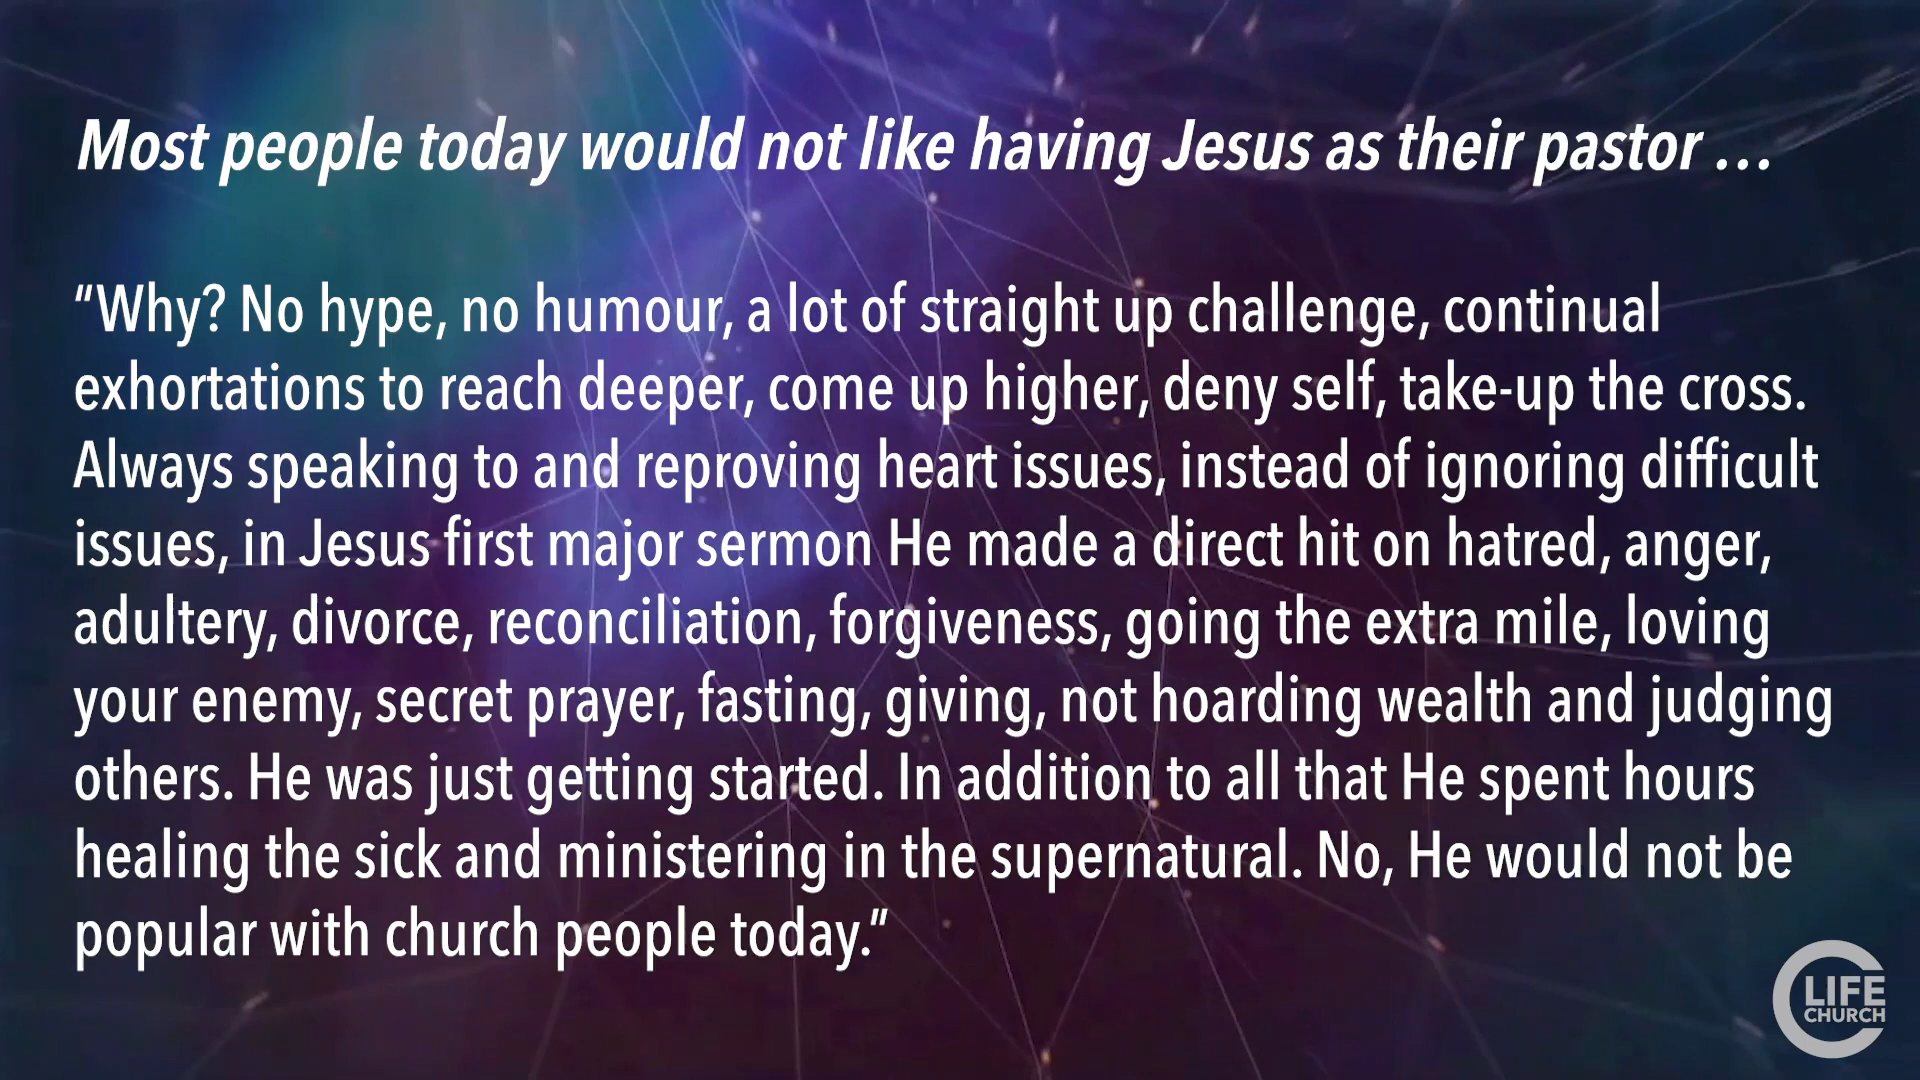 Most people today would not like having Jesus as their pastor …
“Why? No hype, no humour, a lot of straight up challenge, continual
exhortations to reach deeper, come up higher, deny self, take-up the cross.
Always speaking to and reproving heart issues, instead of ignoring difficult
issues, in Jesus first major sermon He made a direct hit on hatred, anger,
adultery, divorce, reconciliation, forgiveness, going the extra mile, loving
your enemy, secret prayer, fasting, giving, not hoarding wealth and judging
others. He was just getting started. In addition to all that He spent hours
healing the sick and ministering in the supernatural. No, He would not be
popular with church people today.”
LIFE
CHURCH